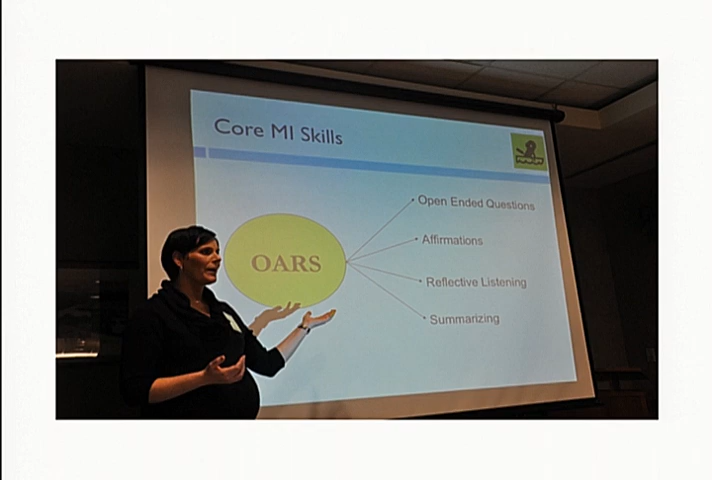 Core MI Skills
OARS
Open Ended Questions
Affirmations
Reflective Listening
Summarizing